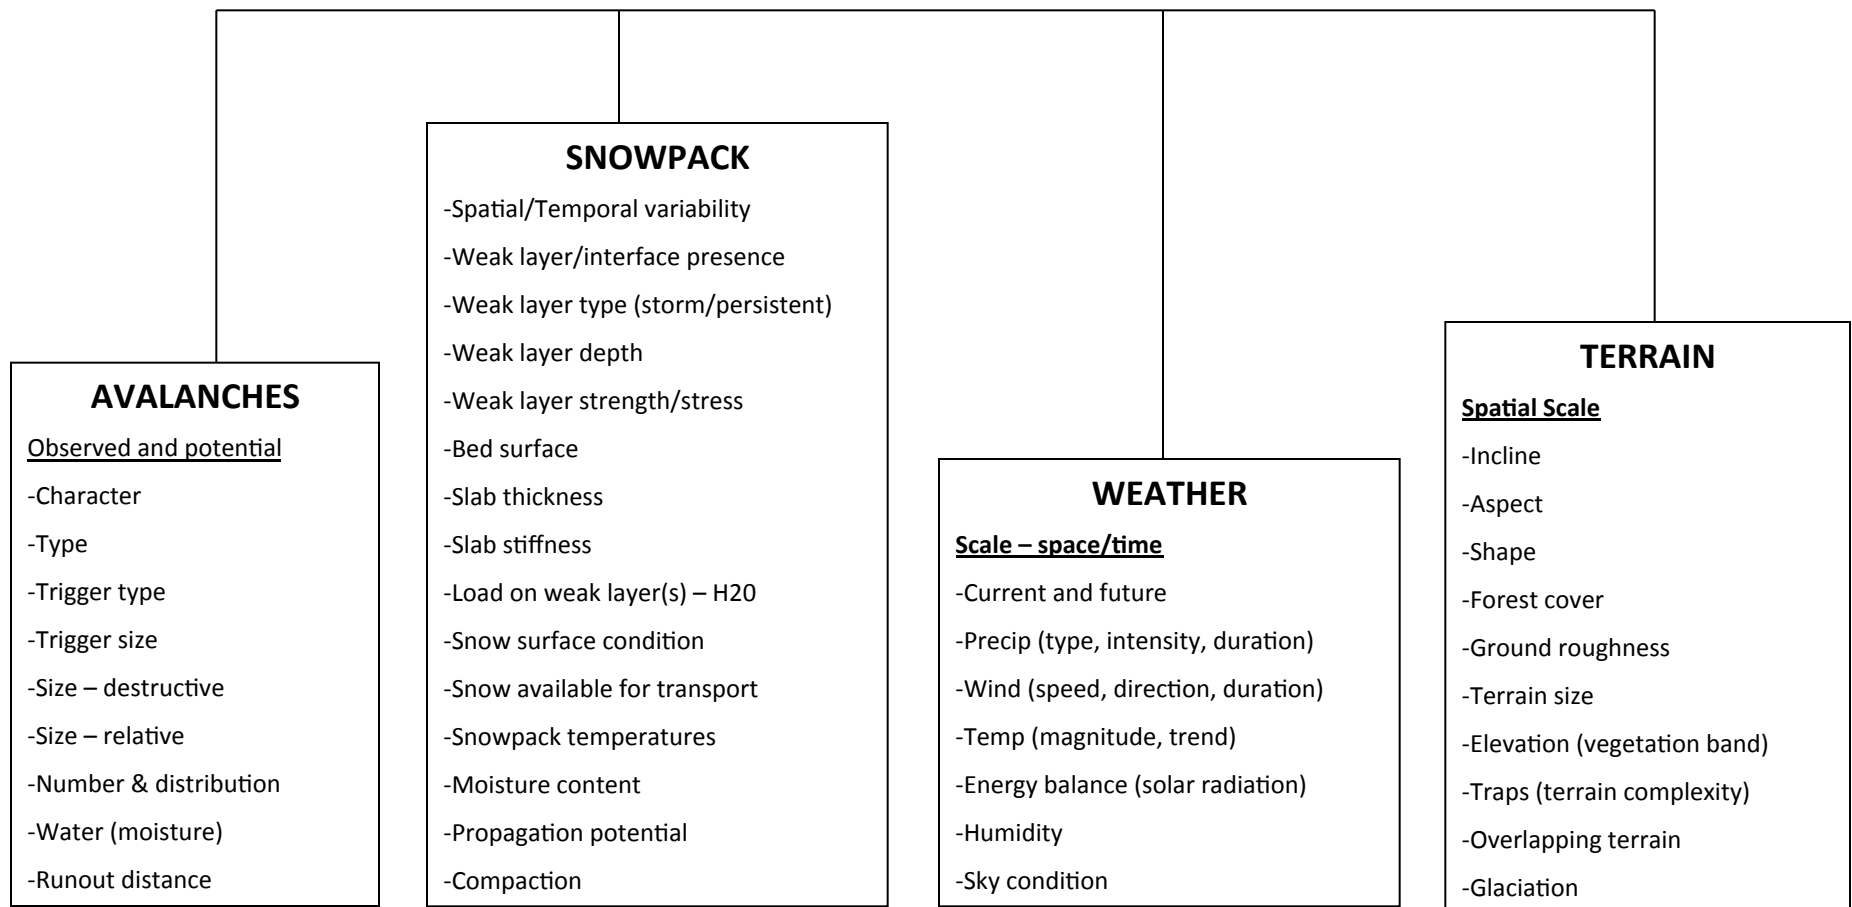 AVALANCHES
Observed and potential
-Character
-Type
-Trigger type
-Trigger size
-Size – destructive
-Size – relative
-Number & distribution
-Water (moisture)
-Runout distance
SNOWPACK
-Spatial/Temporal variability
-Weak layer/interface presence
-Weak layer type (storm/persistent)
-Weak layer depth
-Weak layer strength/stress
-Bed surface
-Slab thickness
-Slab stiffness
-Load on weak layer(s) – H20
-Snow surface condition
-Snow available for transport
-Snowpack temperatures
-Moisture content
-Propagation potential
-Compaction
WEATHER
Scale – space/time
-Current and future
-Precip (type, intensity, duration)
-Wind (speed, direction, duration)
-Temp (magnitude, trend)
-Energy balance (solar radiation)
-Humidity
-Sky condition
TERRAIN
Spatial Scale
-Incline
-Aspect
-Shape
-Forest cover
-Ground roughness
-Terrain size
-Elevation (vegetation band)
-Traps (terrain complexity)
-Overlapping terrain
-Glaciation